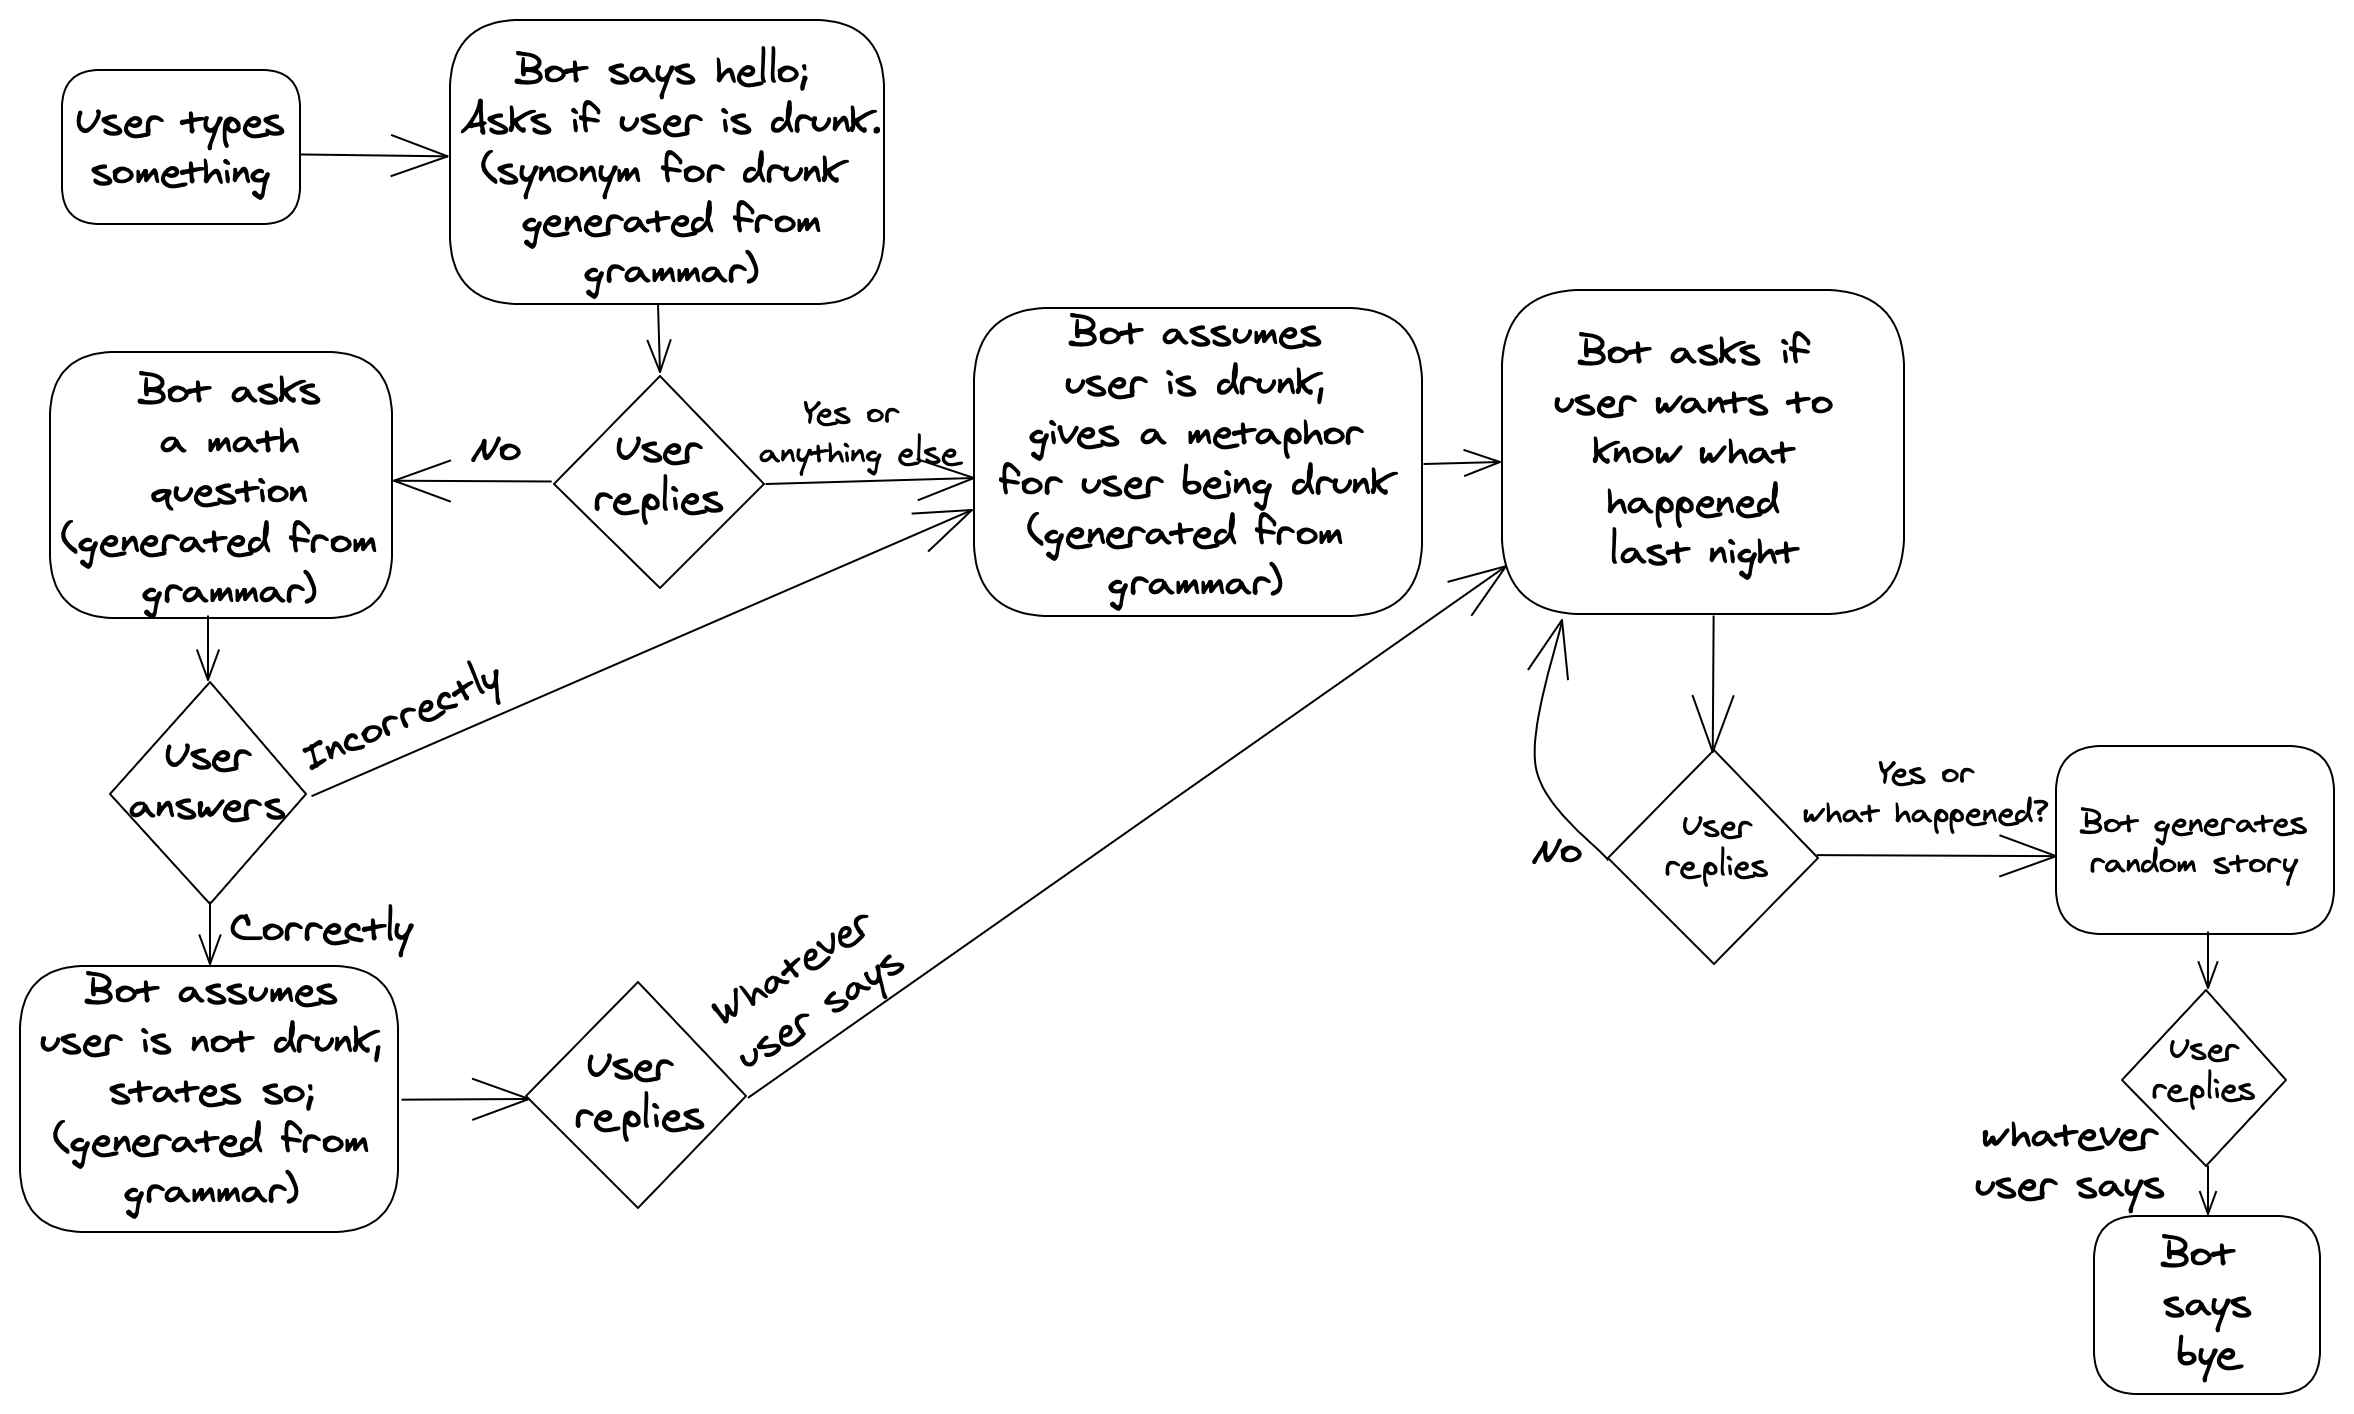 User types
something
Bot says hello;
Asks if user is drunk.
(synonym for drunk
generated from
grammar)
User
replies
No
Yes or
anything else
Bot asks
a math
question
(generated from
grammar)
User
answers
Incorrectly
Correctly
Bot assumes
user is not drunk,
states so;
(generated from
grammar)
User
replies
Whatever
user says
Bot assumes
user is drunk,
gives a metaphor
for user being drunk
(generated from
grammar)
Bot asks if
user wants to
know what
happened
last night
User
replies
No
Yes or
what happened?
Bot generates
random story
User
replies
whatever
user says
Bot
says
bye